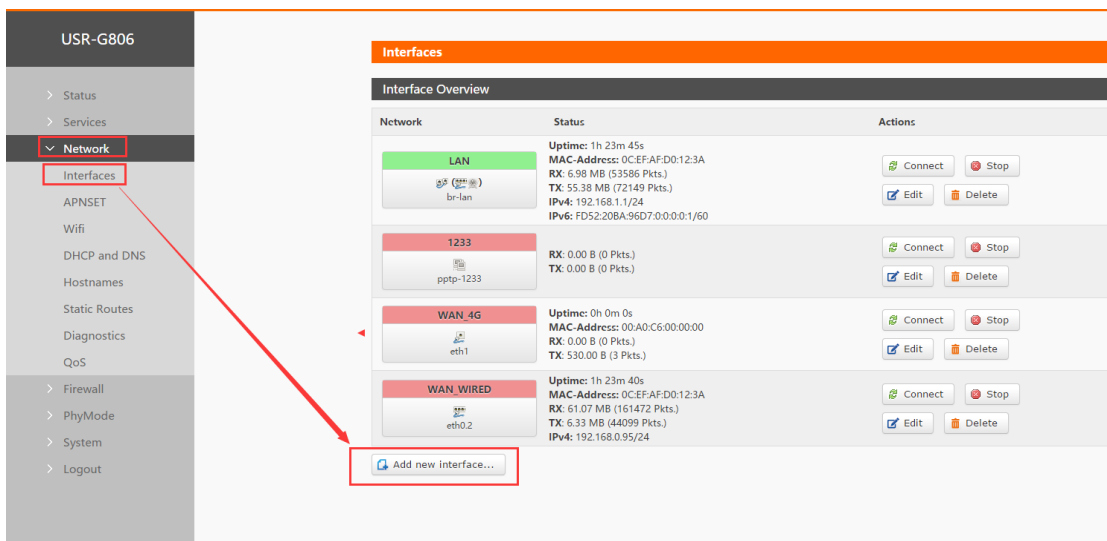 USR-G806
Status
Services
Network
Interfaces
APNSET
Wifi
DHCP and DNS
Hostnames
Static Routes
Diagnostics
QoS
Firewall
PhyMode
System
Logout
Interfaces
Interface Overview
Network Status Actions
LAN
br-lan
Uptime: 1h 23m 45s
MAC-Address: 0C:EF:AF:D0:12:3A
RX: 6.98 MB (53586 Pkts.)
TX: 55.38 MB (72149 Pkts.)
IPv4: 192.168.1.1/24
IPv6: FD52:20BA:96D7:0:0:0:0:1/60
Connect Stop
Edit Delete
1233
pptp-1233
RX: 0.00 B (0 Pkts.)
TX: 0.00 B (0 Pkts.)
Connect Stop
Edit Delete
WAN_4G
eth1
Uptime: 0h 0m 0s
MAC-Address: 00:A0:C6:00:00:00
RX: 0.00 B (0 Pkts.)
TX: 530.00 B (3 Pkts.)
Connect Stop
Edit Delete
WAN_WIRED
eth0.2
Uptime: 1h 23m 40s
MAC-Address: 0C:EF:AF:D0:12:3A
RX: 61.07 MB (161472 Pkts.)
TX: 6.33 MB (44099 Pkts.)
IPv4: 192.168.0.95/24
Connect Stop
Edit Delete
Add new interface...